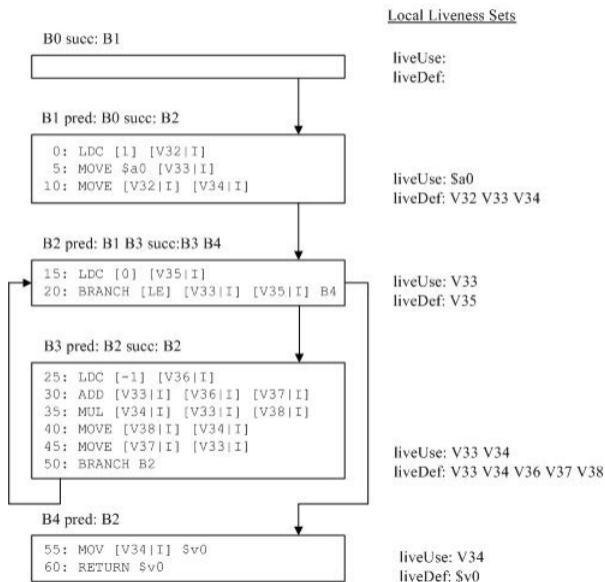 Local Liveness Sets
B0 succ: B1
liveUse:
liveDef:
B1 pred: B0 succ: B2
0: LDC [1] [V32|I]
5: MOVE $a0 [V33|I]
10: MOVE [V32|I] [V34|I]
liveUse: $a0
liveDef: V32 V33 V34
B2 pred: B1 B3 succ:B3 B4
15: LDC [0] [V35|I]
20: BRANCH [LE] [V33|I] [V35|I] B4
liveUse: V33
liveDef: V35
B3 pred: B2 succ: B2
25: LDC [-1] [V36|I]
30: ADD [V33|I] [V36|I] [V37|I]
35: MUL [V34|I] [V33|I] [V38|I]
40: MOVE [V38|I] [V34|I]
45: MOVE [V37|I] [V33|I]
50: BRANCH B2
liveUse: V33 V34
liveDef: V33 V34 V36 V37 V38
B4 pred: B2
55: MOV [V34|I] $v0
60: RETURN $v0
liveUse: V34
liveDef: $v0